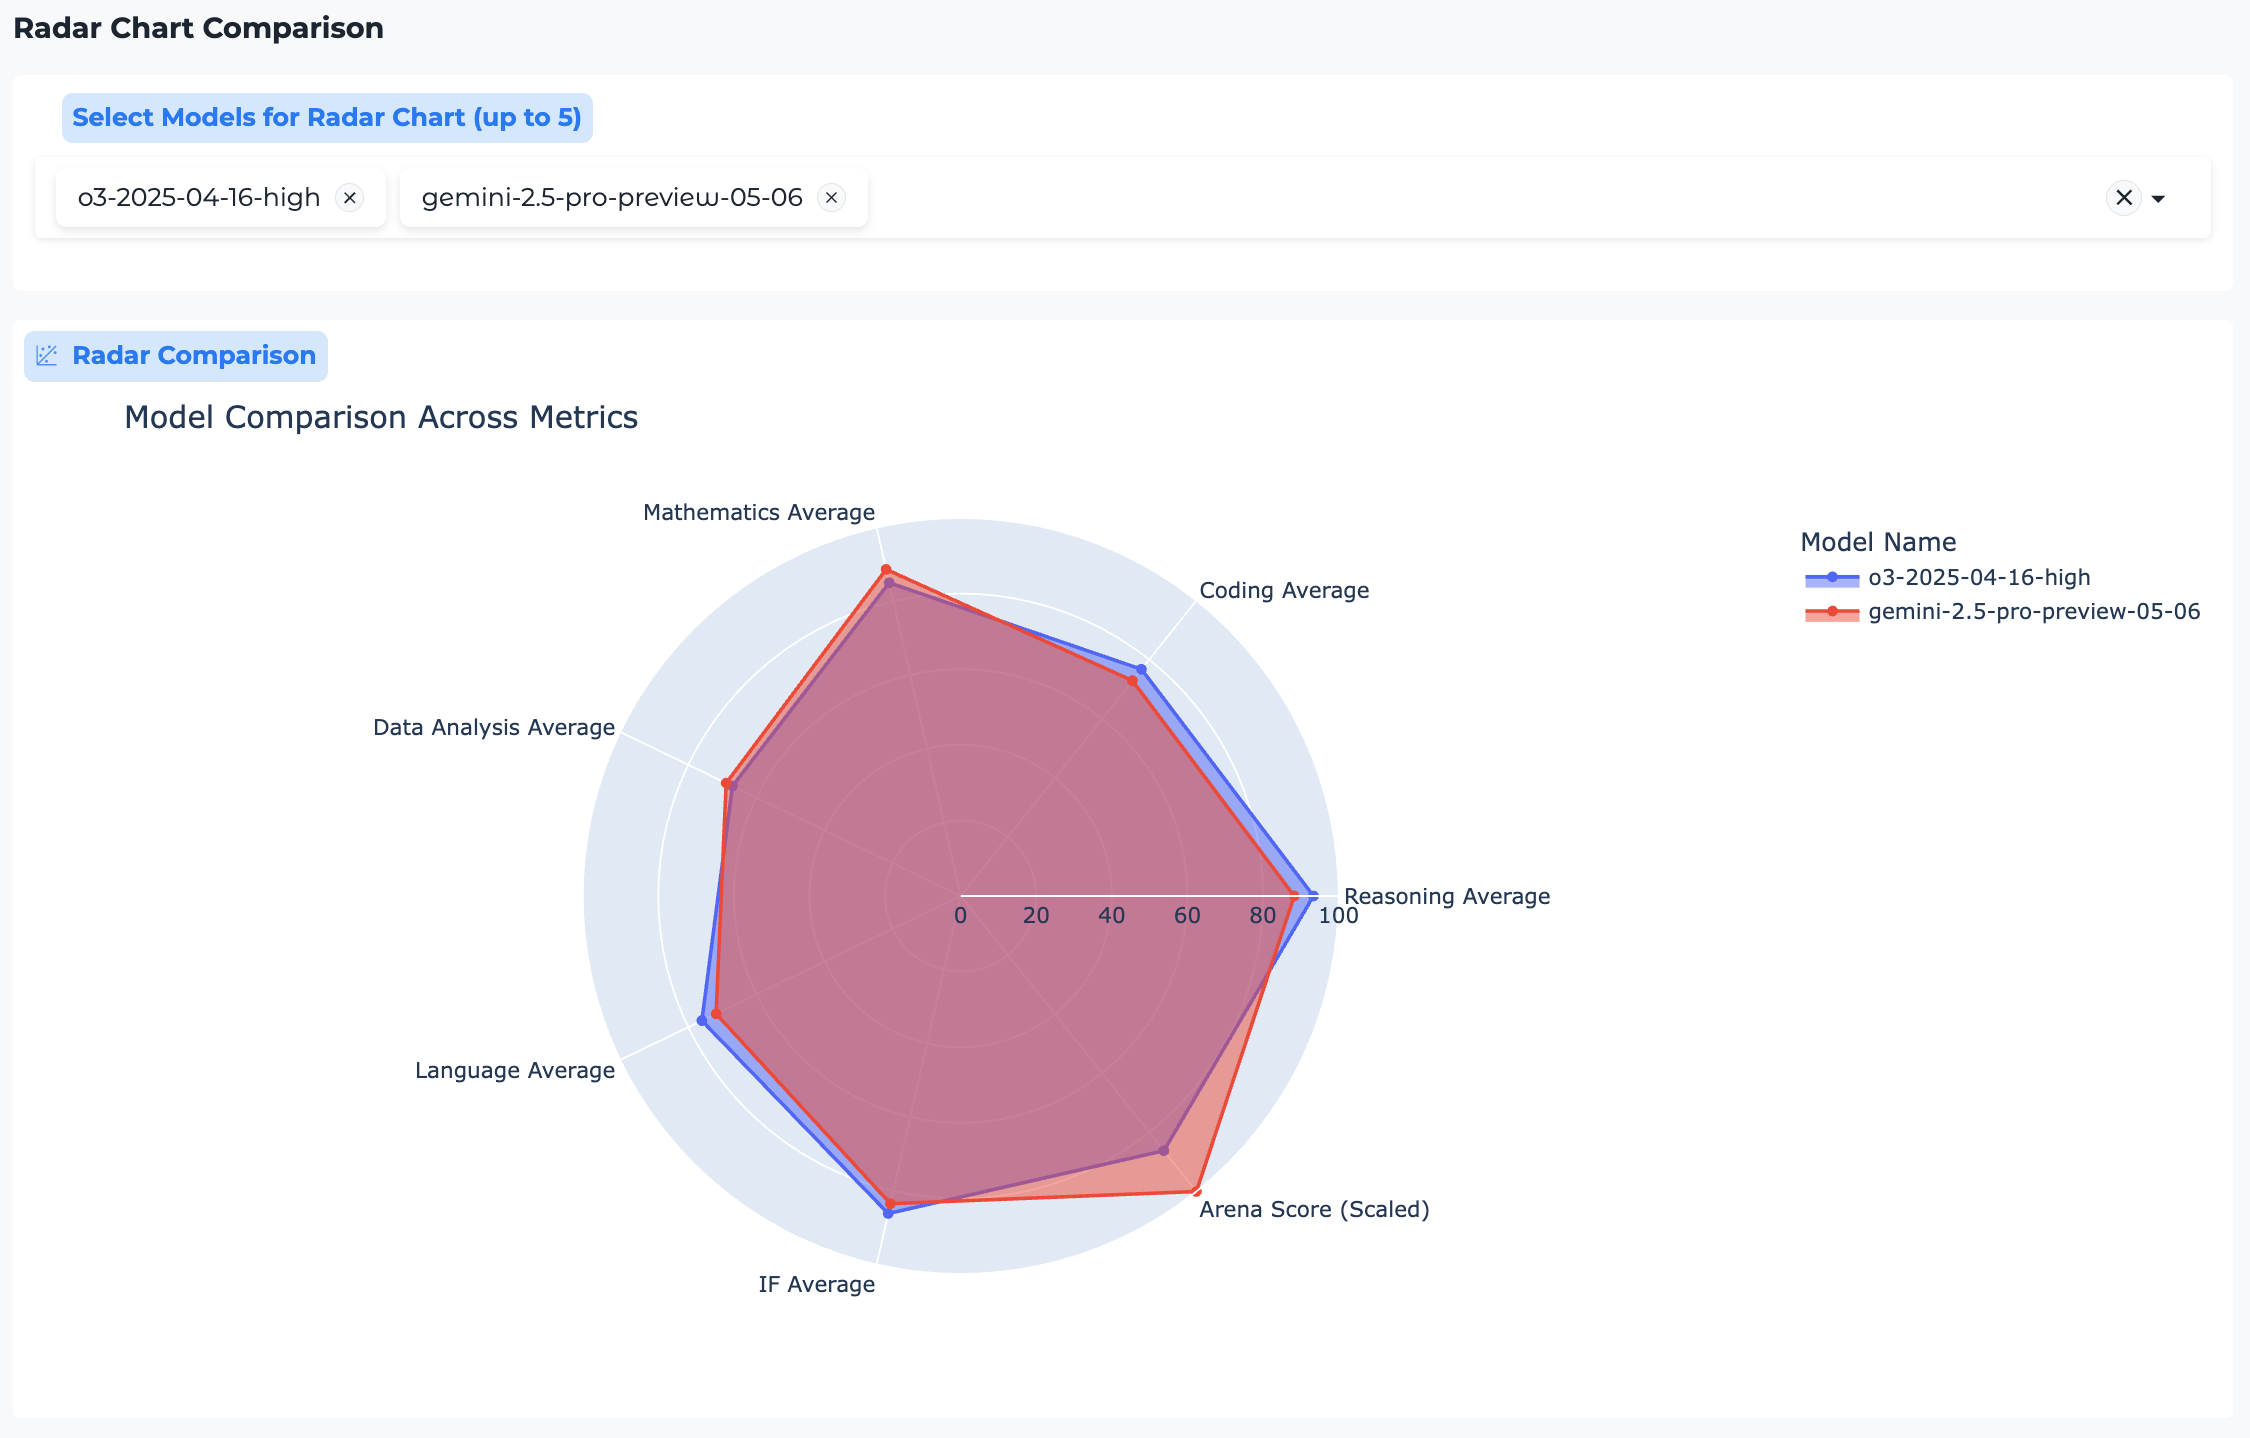 Radar Chart Comparison
Select Models for Radar Chart (up to 5)
o3-2025-04-16-high
gemini-2.5-pro-preview-05-06
Radar Comparison
Model Comparison Across Metrics
Mathematics Average
Coding Average
Data Analysis Average
Reasoning Average
0 20 40 60 80 100
Language Average
Arena Score (Scaled)
IF Average
Model Name
o3-2025-04-16-high
gemini-2.5-pro-preview-05-06